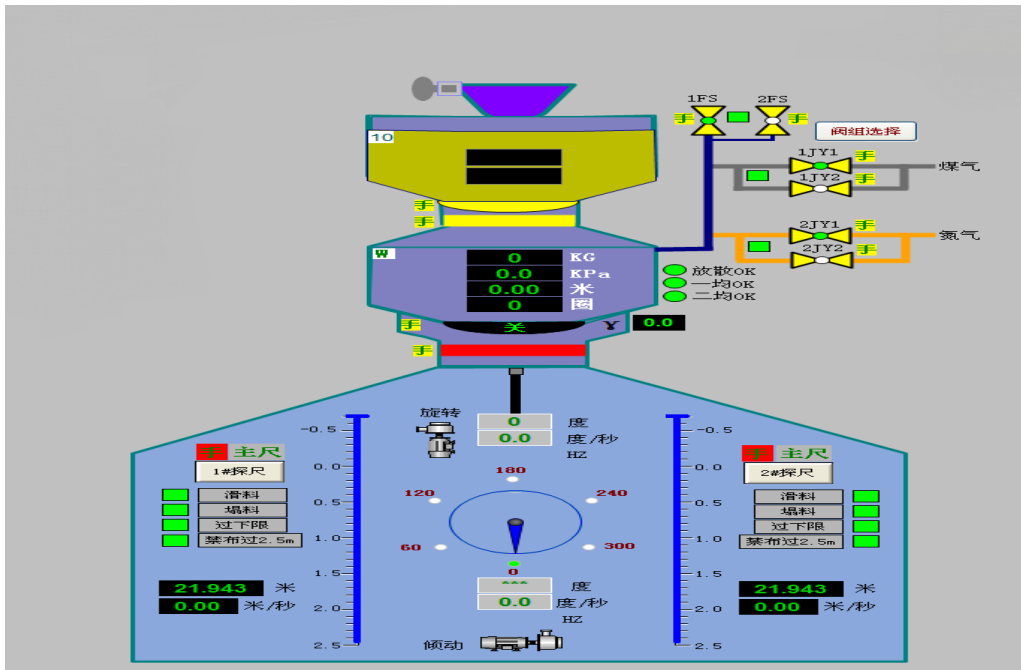 1FS 2FS
手 手
10
阀组选择
1JY1 手
煤气
1JY2 手
手
手
2JY1 手
氮气
2JY2 手
W
0 KG
0.0 KPa
0.00 米
0 圈
放散OK
一均OK
二均OK
手 关 γ 0.0
手
旋转 0 度
0.0 度/秒
HZ
-0.5
0.0
0.5
1.0
1.5
2.0
2.5
手 主尺
1#探尺
滑料
塌料
过下限
禁布过2.5m
21.943 米
0.00 米/秒
180
120 240
60 300
0
*** 度
0.0 度/秒
HZ
倾动
-0.5
0.0
0.5
1.0
1.5
2.0
2.5
手 主尺
2#探尺
滑料
塌料
过下限
禁布过2.5m
21.943 米
0.00 米/秒